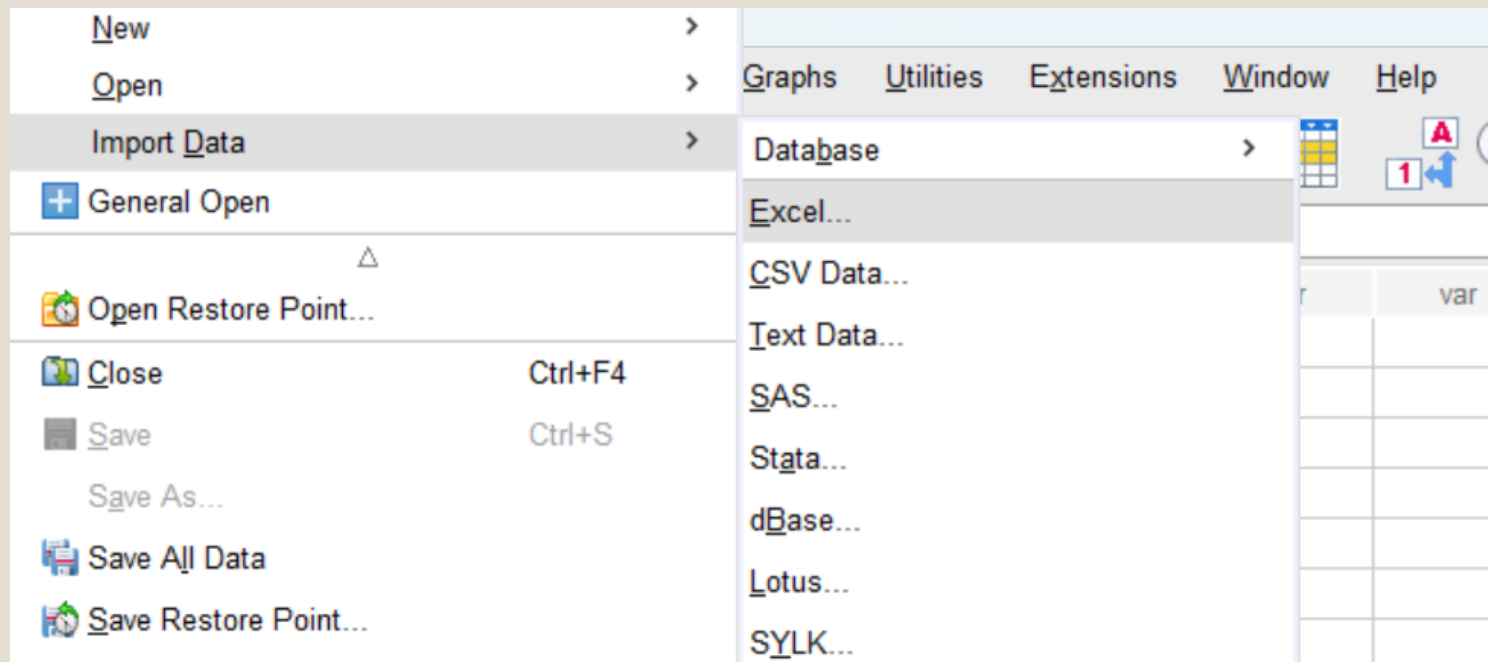 New
Open
Import Data
General Open
Open Restore Point...
Close Ctrl+F4
Save Ctrl+S
Save As...
Save All Data
Save Restore Point...
Graphs Utilities Extensions Window Help
A
1
Database
Excel...
CSV Data...
Text Data...
SAS...
Stata...
dBase...
Lotus...
SYLK...
var